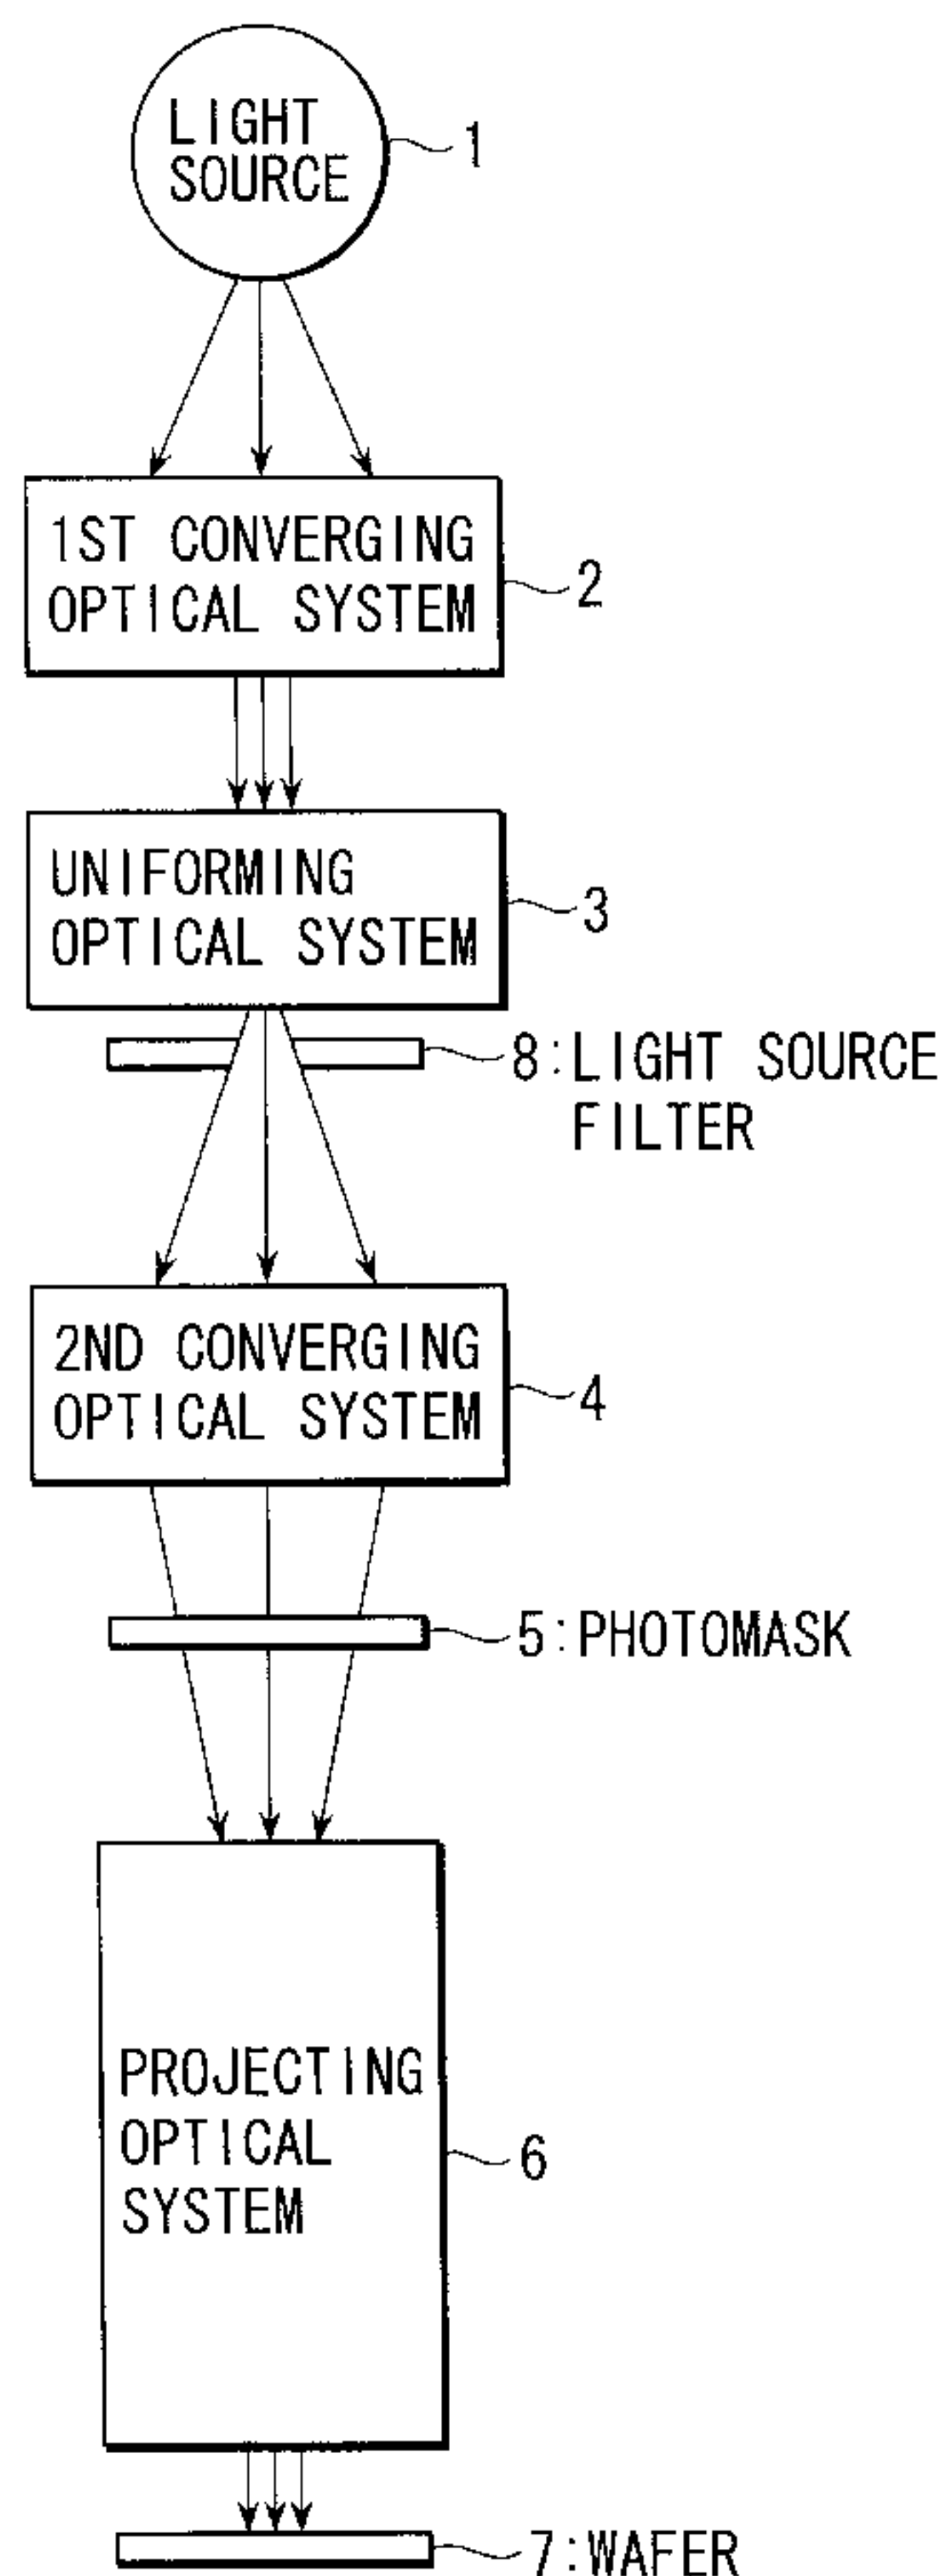 LIGHT
SOURCE
1
1ST CONVERGING
OPTICAL SYSTEM
2
UNIFORMING
OPTICAL SYSTEM
3
8:LIGHT SOURCE
FILTER
2ND CONVERGING
OPTICAL SYSTEM
4
5:PHOTOMASK
PROJECTING
OPTICAL
SYSTEM
6
7:WAFER